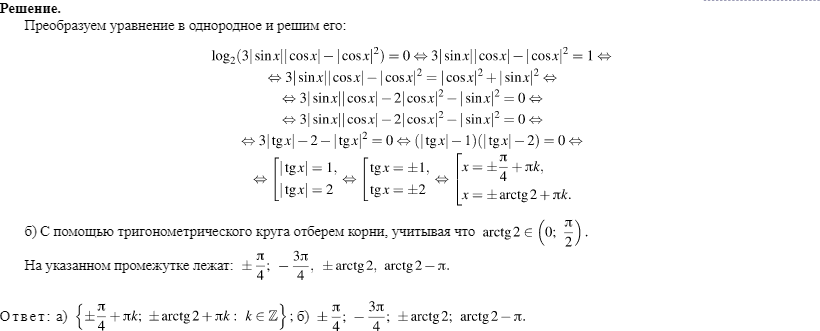 Решение.
Преобразуем уравнение в однородное и решим его:
log₂(3|sin x||cos x| − |cos x|²) = 0 ⇔ 3|sin x||cos x| − |cos x|² = 1 ⇔
⇔ 3|sin x||cos x| − |cos x|² = |cos x|² + |sin x|² ⇔
⇔ 3|sin x||cos x| − 2|cos x|² − |sin x|² = 0 ⇔
⇔ 3|sin x||cos x| − 2|cos x|² − |sin x|² = 0 ⇔
⇔ 3|tg x| − 2 − |tg x|² = 0 ⇔ (|tg x| − 1)(|tg x| − 2) = 0 ⇔
⇔ [ |tg x| = 1, |tg x| = 2 ⇔ [ tg x = ±1, tg x = ±2 ⇔ [ x = ±π/4 + πk, x = ±arctg 2 + πk.
б) С помощью тригонометрического круга отберем корни, учитывая что arctg 2 ∈ (0; π/2).
На указанном промежутке лежат: ±π/4; −3π/4, ±arctg 2, arctg 2 − π.
Ответ: а) {±π/4 + πk; ±arctg 2 + πk : k ∈ ℤ}; б) ±π/4; −3π/4; ±arctg 2; arctg 2 − π.